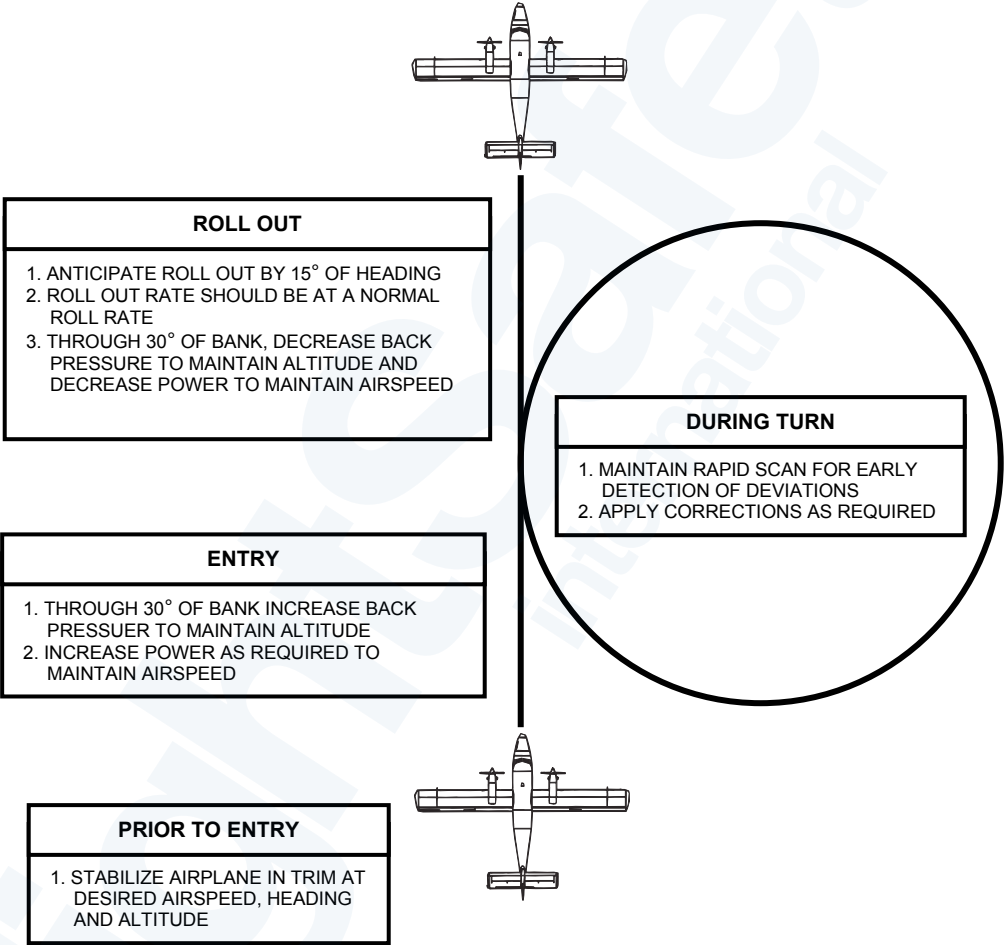 ROLL OUT
1. ANTICIPATE ROLL OUT BY 15° OF HEADING
2. ROLL OUT RATE SHOULD BE AT A NORMAL
ROLL RATE
3. THROUGH 30° OF BANK, DECREASE BACK
PRESSURE TO MAINTAIN ALTITUDE AND
DECREASE POWER TO MAINTAIN AIRSPEED
DURING TURN
1. MAINTAIN RAPID SCAN FOR EARLY
DETECTION OF DEVIATIONS
2. APPLY CORRECTIONS AS REQUIRED
ENTRY
1. THROUGH 30° OF BANK INCREASE BACK
PRESSUER TO MAINTAIN ALTITUDE
2. INCREASE POWER AS REQUIRED TO
MAINTAIN AIRSPEED
PRIOR TO ENTRY
1. STABILIZE AIRPLANE IN TRIM AT
DESIRED AIRSPEED, HEADING
AND ALTITUDE
international